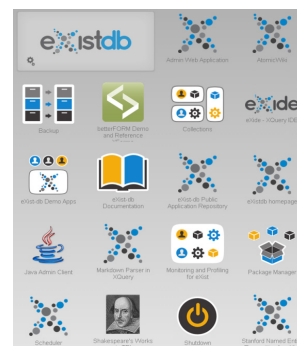 eXistdb
Admin Web Application
AtomicWiki
Backup
betterFORM Demo
and Reference
Collections
eXide
eXide - XQuery IDE
eXist-db Demo Apps
eXist-db
Documentation
eXist-db Public
Application Repository
eXistdb homepage
Java Admin Client
Markdown Parser in
XQuery
Monitoring and Profiling
for eXist
Package Manager
Scheduler
Shakespeare's Works
Shutdown
Stanford Named Enti